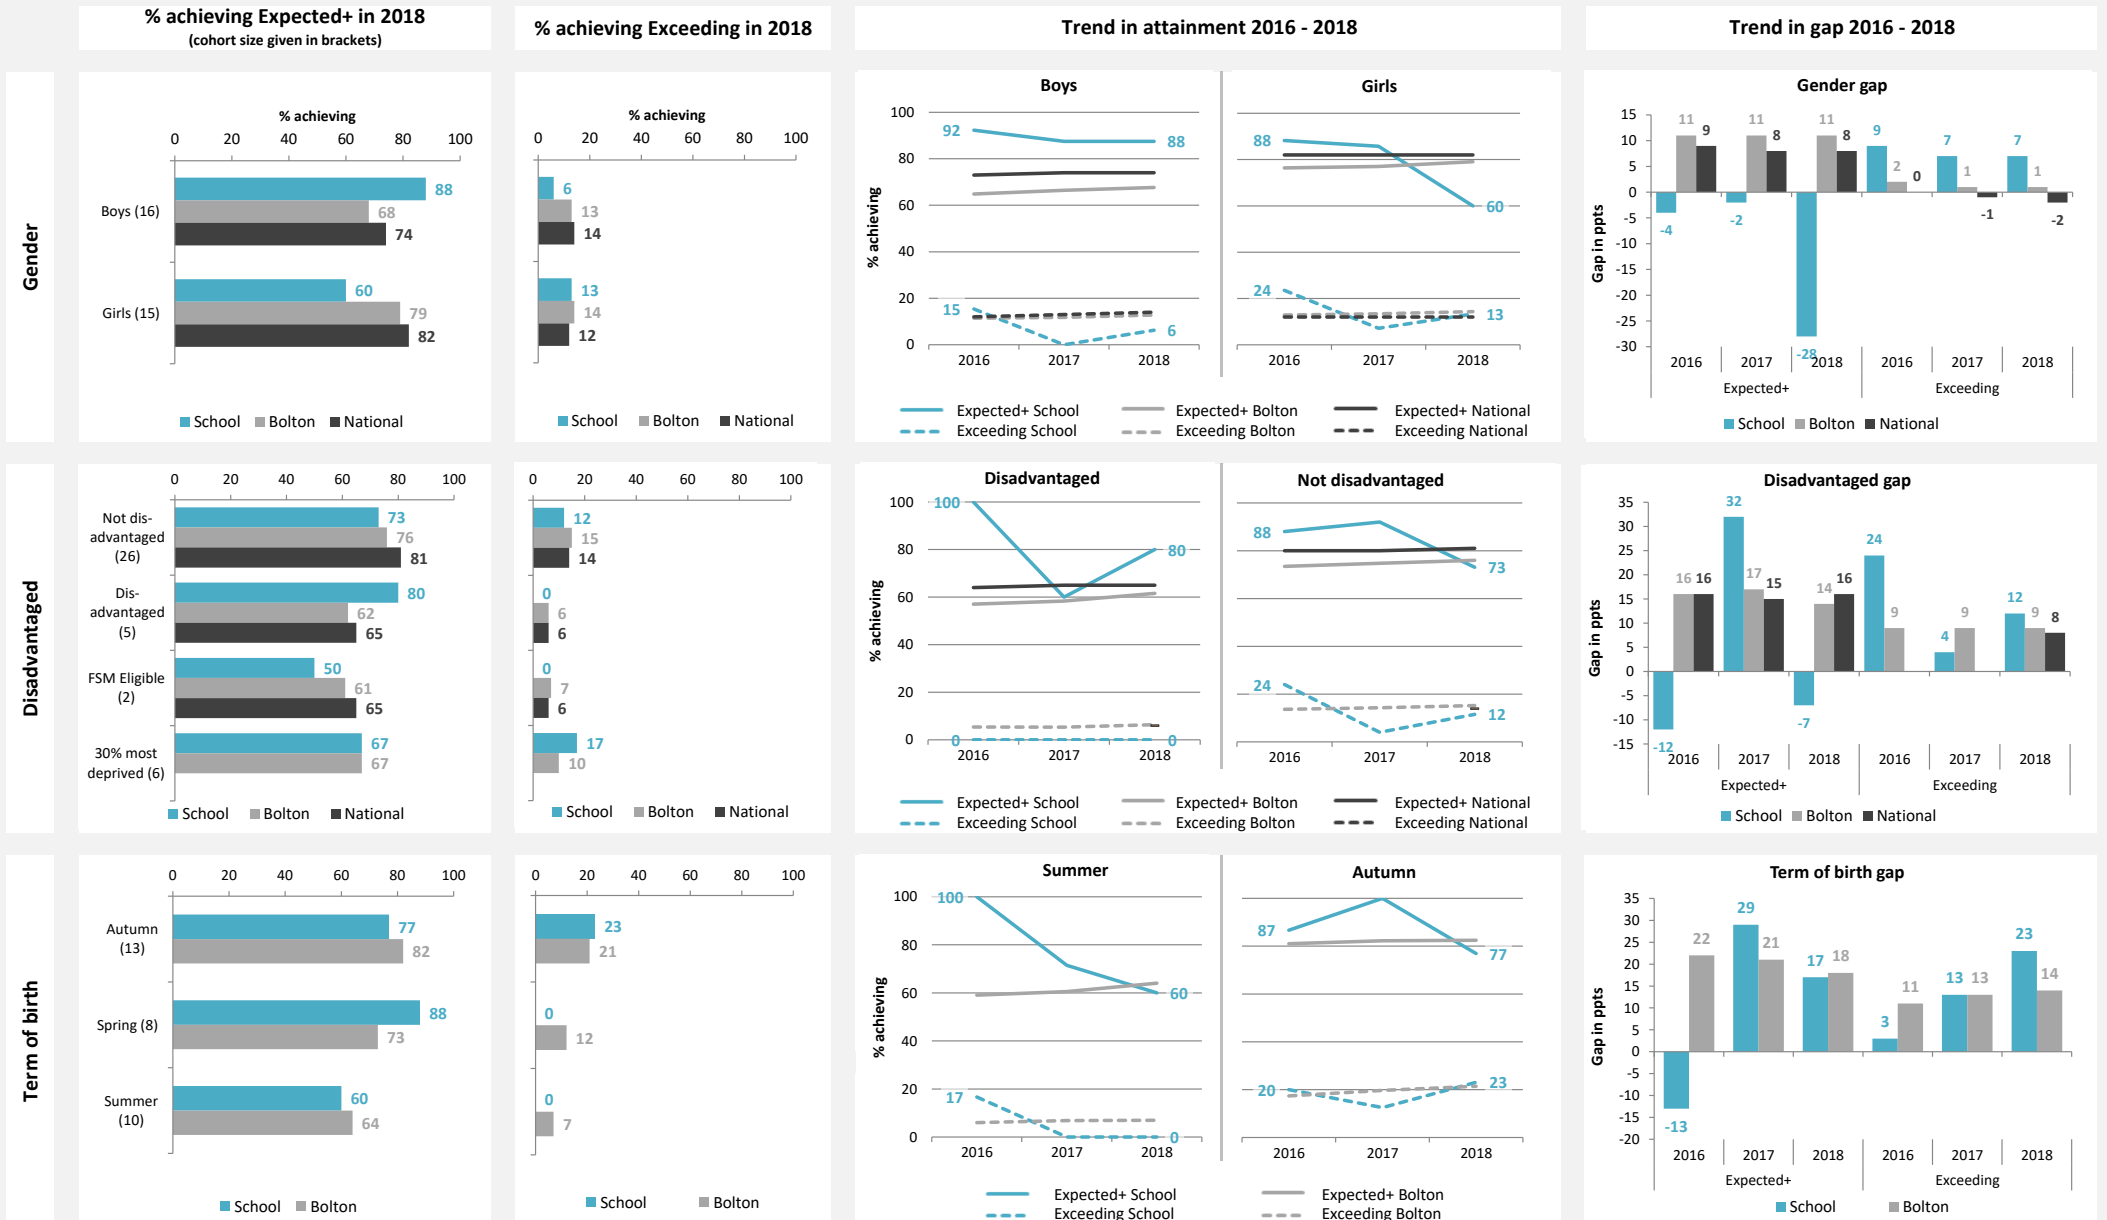 % achieving Expected+ in 2018
(cohort size given in brackets)
% achieving Exceeding in 2018
Trend in attainment 2016 - 2018
Trend in gap 2016 - 2018
Gender
% achieving
0 20 40 60 80 100
Boys (16)
88
68
74
Girls (15)
60
79
82
School Bolton National
% achieving
0 20 40 60 80 100
6
13
14
13
14
12
School Bolton National
Boys
Girls
% achieving
100
80
60
40
20
0
92
88
15
6
88
60
24
13
2016 2017 2018
2016 2017 2018
Expected+ School Expected+ Bolton Expected+ National
Exceeding School Exceeding Bolton Exceeding National
Gender gap
Gap in ppts
15
10
5
0
-5
-10
-15
-20
-25
-30
-4 11 9
-2 11 8
-28 11 8
9 2 0
7 1 -1
7 1 -2
2016 2017 2018 2016 2017 2018
Expected+ Exceeding
School Bolton National
Disadvantaged
0 20 40 60 80 100
Not dis-
advantaged
(26)
73
76
81
Dis-
advantaged
(5)
80
62
65
FSM Eligible
(2)
50
61
65
30% most
deprived (6)
67
67
School Bolton National
0 20 40 60 80 100
12
15
14
0
6
6
0
7
6
17
10
School Bolton National
Disadvantaged
Not disadvantaged
% achieving
100
80
60
40
20
0
100
80
0
0
88
73
24
12
2016 2017 2018
2016 2017 2018
Expected+ School Expected+ Bolton Expected+ National
Exceeding School Exceeding Bolton Exceeding National
Disadvantaged gap
Gap in ppts
35
30
25
20
15
10
5
0
-5
-10
-15
-12 16 16
32 17 15
-7 14 16
24 9
4 9
12 9 8
2016 2017 2018 2016 2017 2018
Expected+ Exceeding
School Bolton National
Term of birth
0 20 40 60 80 100
Autumn
(13)
77
82
Spring (8)
88
73
Summer
(10)
60
64
School Bolton
0 20 40 60 80 100
23
21
0
12
0
7
School Bolton
Summer
Autumn
% achieving
100
80
60
40
20
0
100
60
17
0
87
77
20
23
2016 2017 2018
2016 2017 2018
Expected+ School Expected+ Bolton
Exceeding School Exceeding Bolton
Term of birth gap
Gap in ppts
35
30
25
20
15
10
5
0
-5
-10
-15
-20
-13 22
29 21
17 18
3 11
13 13
23 14
2016 2017 2018 2016 2017 2018
Expected+ Exceeding
School Bolton